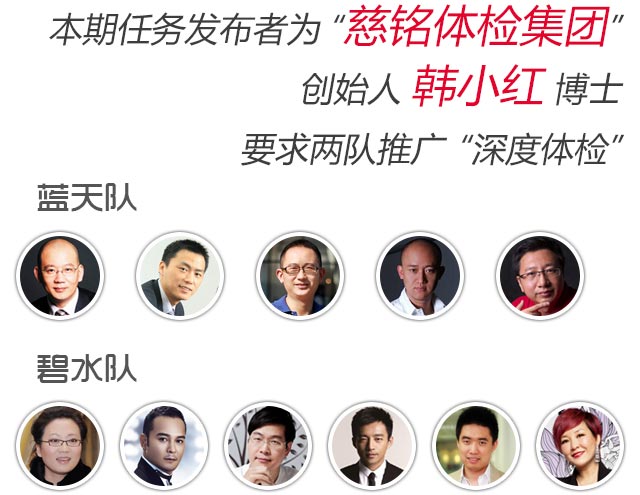 本期任务发布者为“慈铭体检集团”
创始人 韩小红 博士
要求两队推广“深度体检”
蓝天队
碧水队